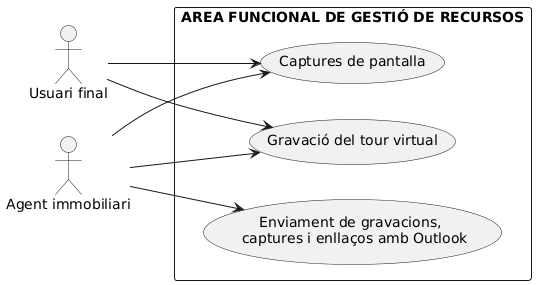 AREA FUNCIONAL DE GESTIÓ DE RECURSOS
Captures de pantalla
Usuari final
Gravació del tour virtual
Agent immobiliari
Enviament de gravacions,
captures i enllaços amb Outlook